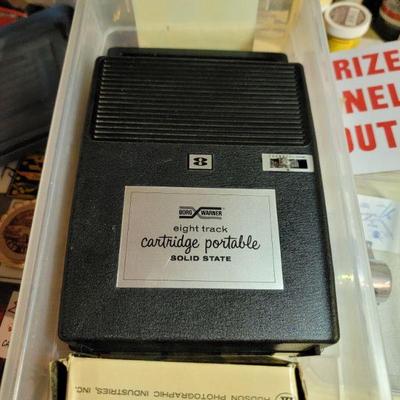 RIZE
NEL
OUT
8
BORG WARNER
eight track
cartridge portable
SOLID STATE
HUDSON PHOTOGRAPHIC INDUSTRIES, INC.